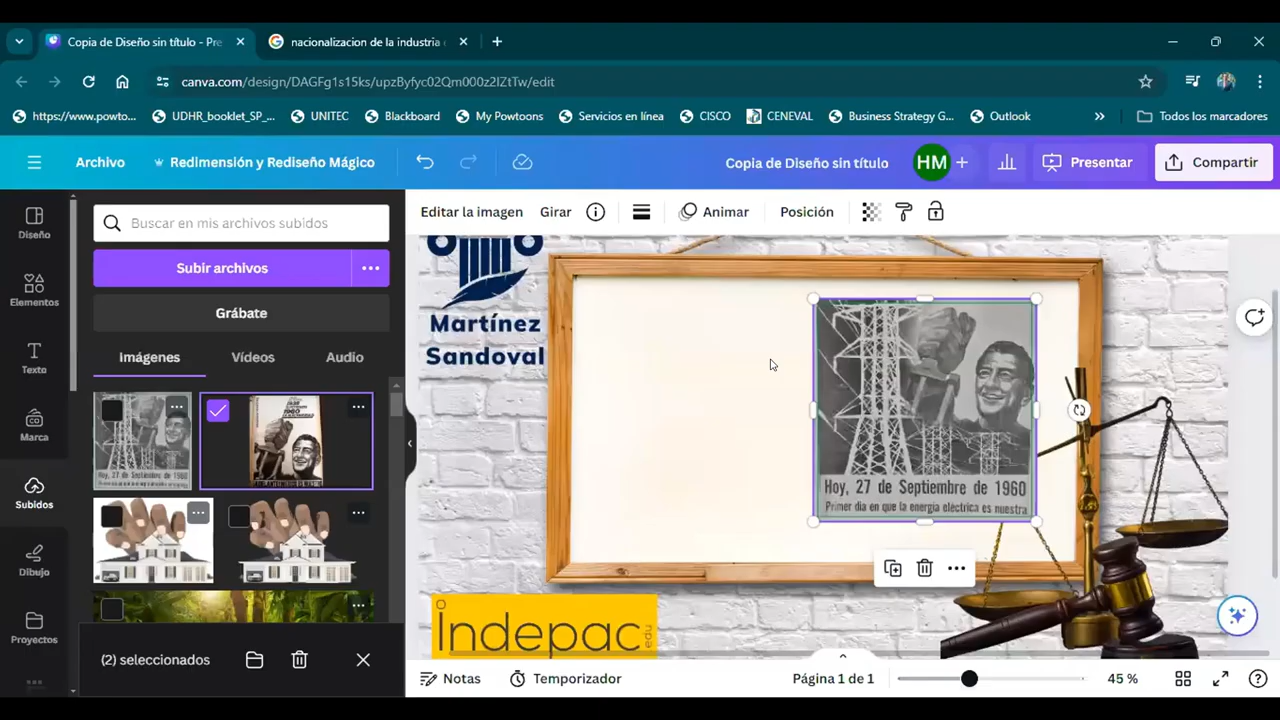 Copia de Diseño sin título - Pre
nacionalizacion de la industria
canva.com/design/DAGFg1s15ks/upzByfyc02Qm000z2IZtTw/edit
https://www.powto...
UDHR_booklet_SP_...
UNITEC
Blackboard
My Powtoons
Servicios en línea
CISCO
CENEVAL
Business Strategy G...
Outlook
Todos los marcadores
Archivo
Redimensión y Rediseño Mágico
Copia de Diseño sin título
HM
Presentar
Compartir
Diseño
Elementos
Texto
Marca
Subidos
Dibujo
Proyectos
Buscar en mis archivos subidos
Subir archivos
Grábate
Imágenes
Vídeos
Audio
1960
Hoy, 27 de Septiembre de 1960
(2) seleccionados
Editar la imagen
Girar
Animar
Posición
Martínez
Sandoval
Hoy, 27 de Septiembre de 1960
Primer dia en que la energia eléctrica es nuestra
Indepac
edu
Notas
Temporizador
Página 1 de 1
45 %